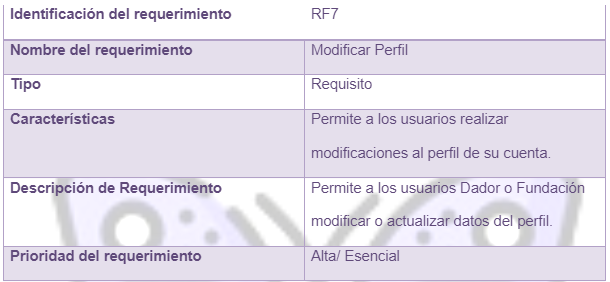 Identificación del requerimiento RF7
Nombre del requerimiento Modificar Perfil
Tipo Requisito
Características Permite a los usuarios realizar
modificaciones al perfil de su cuenta.
Descripción de Requerimiento Permite a los usuarios Dador o Fundación
modificar o actualizar datos del perfil.
Prioridad del requerimiento Alta/ Esencial